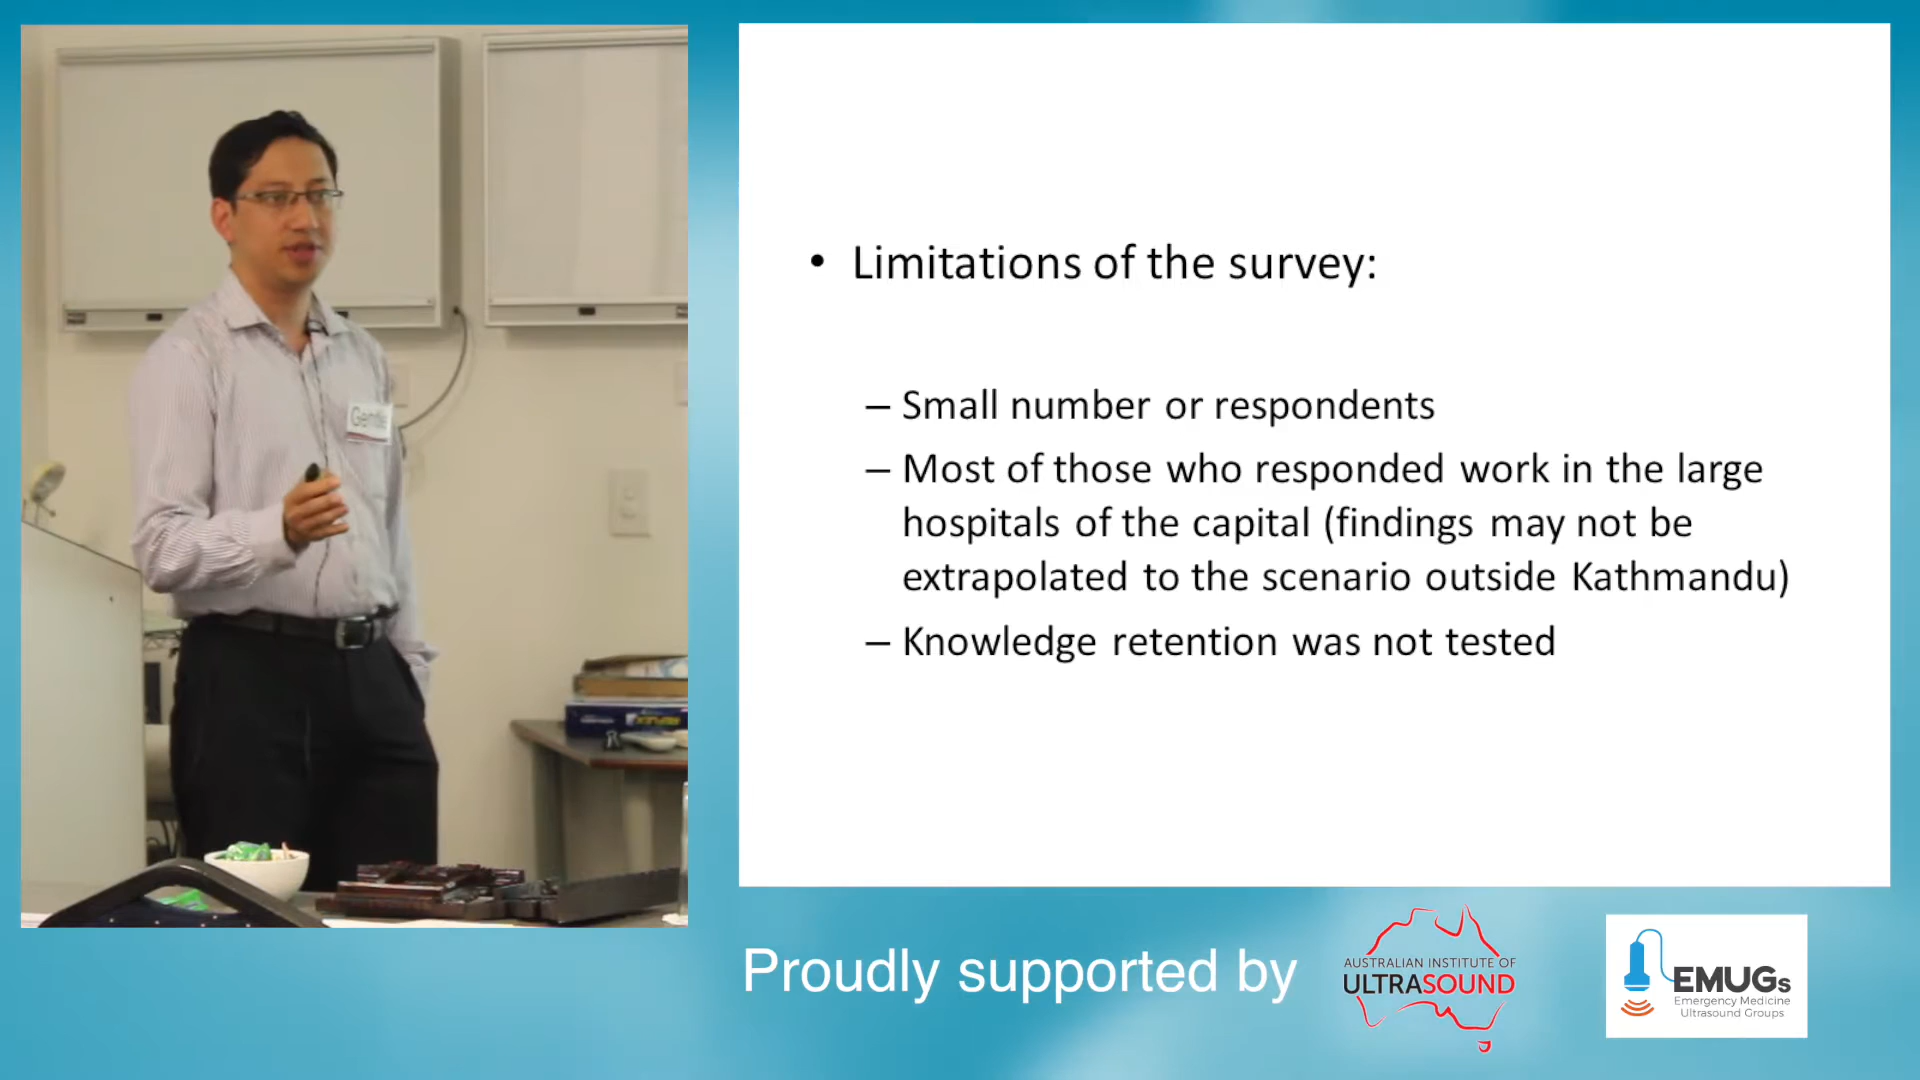 • Limitations of the survey:
– Small number or respondents
– Most of those who responded work in the large
hospitals of the capital (findings may not be
extrapolated to the scenario outside Kathmandu)
– Knowledge retention was not tested
Proudly supported by
AUSTRALIAN INSTITUTE OF
ULTRASOUND
EMUGs
Emergency Medicine
Ultrasound Groups